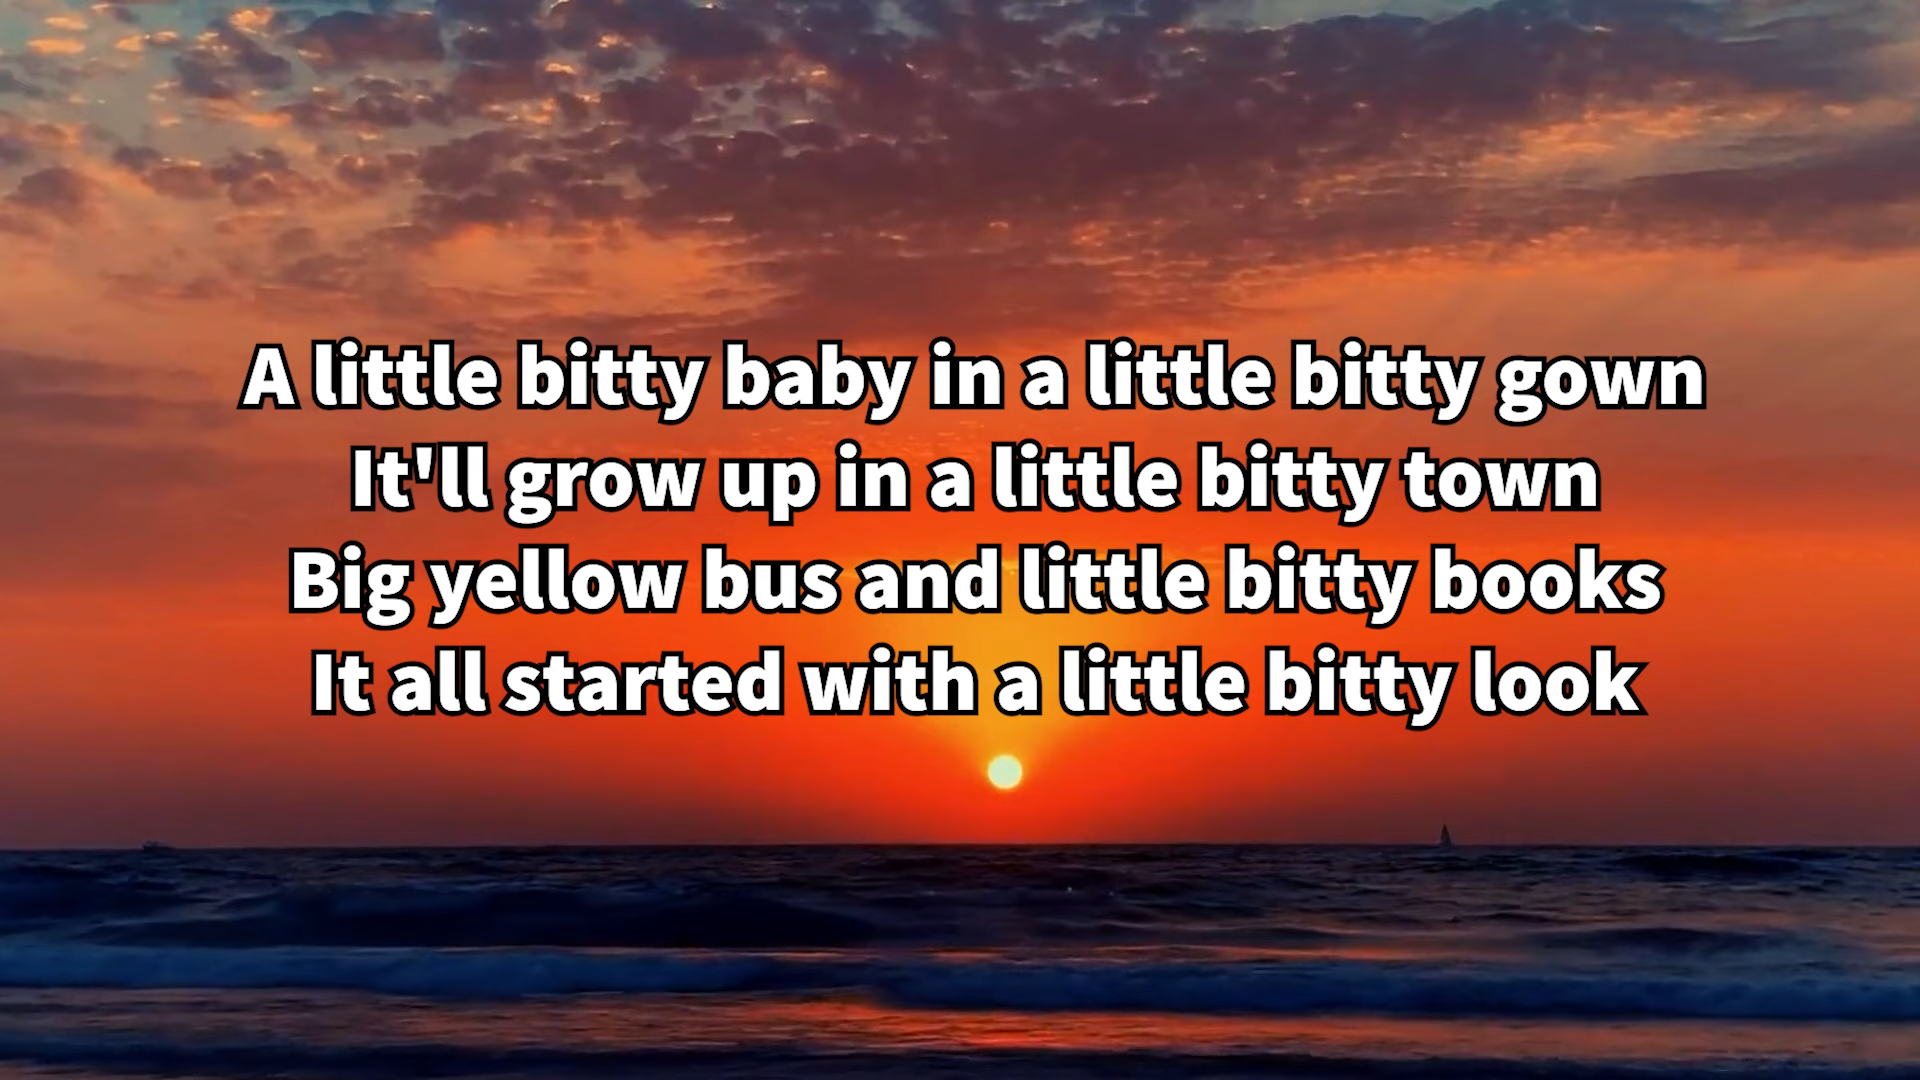 A little bitty baby in a little bitty gown
It'll grow up in a little bitty town
Big yellow bus and little bitty books
It all started with a little bitty look